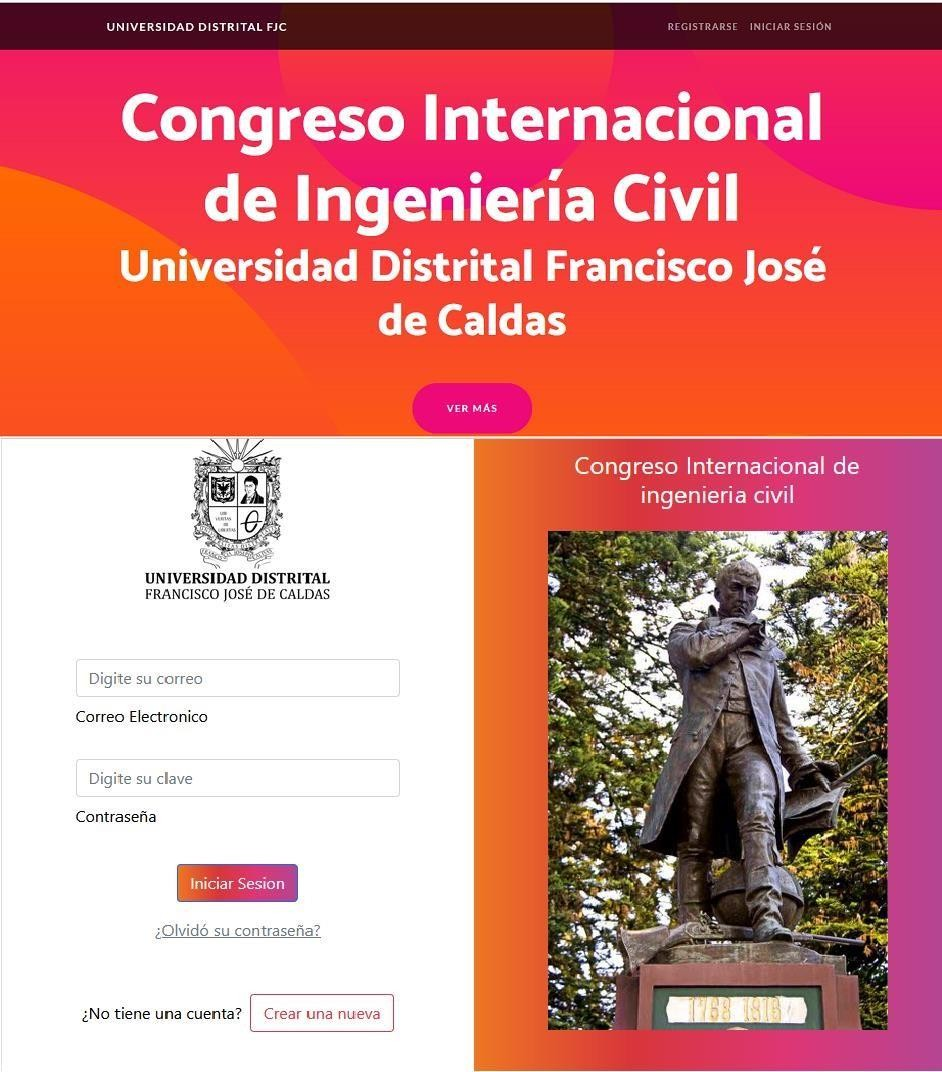 UNIVERSIDAD DISTRITAL FJC
REGISTRARSE INICIAR SESIÓN
Congreso Internacional
de Ingeniería Civil
Universidad Distrital Francisco José
de Caldas
VER MÁS
UNIVERSIDAD DISTRITAL
FRANCISCO JOSÉ DE CALDAS
Digite su correo
Correo Electronico
Digite su clave
Contraseña
Iniciar Sesion
¿Olvidó su contraseña?
¿No tiene una cuenta? Crear una nueva
Congreso Internacional de
ingenieria civil
1768 1816